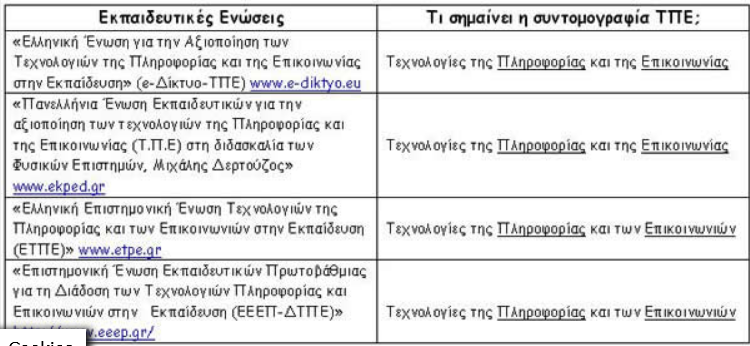 Εκπαιδευτικές Ενώσεις
Τι σημαίνει η συντομογραφία ΤΠΕ;
«Ελληνική Ένωση για την Αξιοποίηση των
Τεχνολογιών της Πληροφορίας και της Επικοινωνίας
στην Εκπαίδευση» (e-Δίκτυο-ΤΠΕ) www.e-diktyo.eu
Τεχνολογίες της Πληροφορίας και της Επικοινωνίας
«Πανελλήνια Ένωση Εκπαιδευτικών για την
αξιοποίηση των τεχνολογιών της Πληροφορίας και
της Επικοινωνίας (Τ.Π.Ε) στη διδασκαλία των
Φυσικών Επιστημών, Μιχάλης Δερτούζος»
www.ekped.gr
Τεχνολογίες της Πληροφορίας και της Επικοινωνίας
«Ελληνική Επιστημονική Ένωση Τεχνολογιών της
Πληροφορίας και των Επικοινωνιών στην Εκπαίδευση
(ΕΤΠΕ)» www.etpe.gr
Τεχνολογίες της Πληροφορίας και των Επικοινωνιών
«Επιστημονική Ένωση Εκπαιδευτικών Πρωτοβάθμιας
για τη Διάδοση των Τεχνολογιών Πληροφορίας και
Επικοινωνιών στην Εκπαίδευση (ΕΕΕΠ-ΔΤΠΕ)»
.eeep.gr/
Τεχνολογίες της Πληροφορίας και των Επικοινωνιών